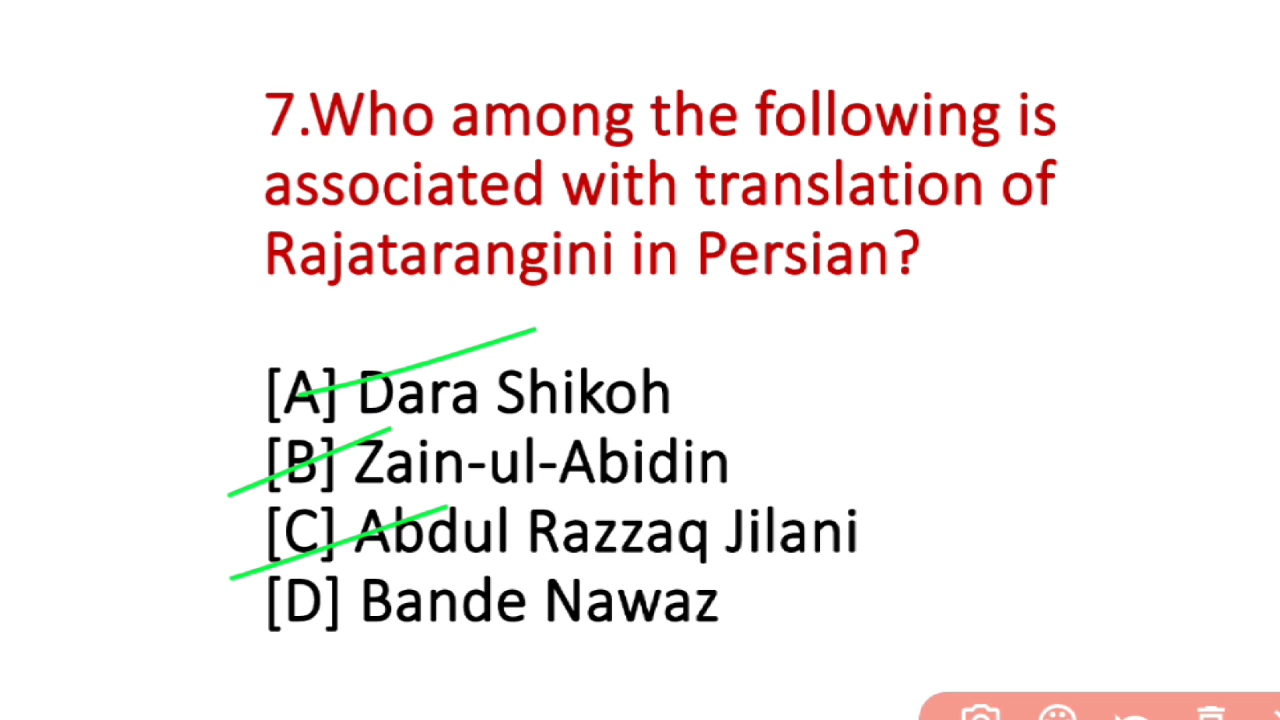 7.Who among the following is
associated with translation of
Rajatarangini in Persian?
[A] Dara Shikoh
[B] Zain-ul-Abidin
[C] Abdul Razzaq Jilani
[D] Bande Nawaz